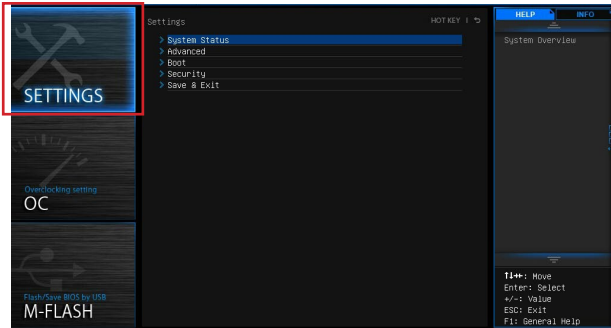 SETTINGS
Overclocking setting
OC
Flash/Save BIOS by USB
M-FLASH
Settings
HOT KEY | ⮌
> System Status
> Advanced
> Boot
> Security
> Save & Exit
HELP
INFO
System Overview
↑↓→←: Move
Enter: Select
+/-: Value
ESC: Exit
F1: General Help